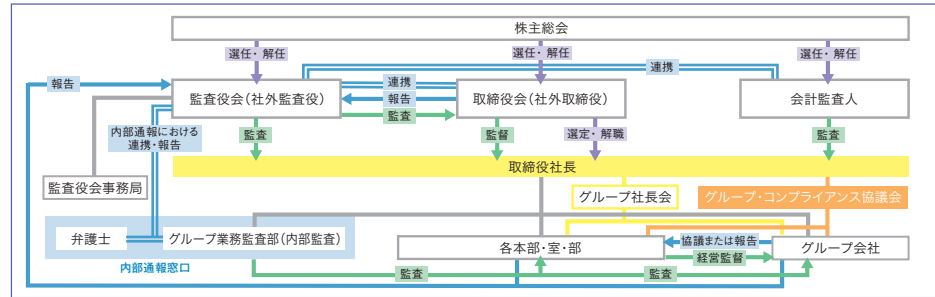 株主総会
選任・解任
選任・解任
選任・解任
連携
報告
監査役会(社外監査役)
連携
報告
監査
取締役会(社外取締役)
会計監査人
内部通報における
連携・報告
監査
監督
選定・解職
監査
取締役社長
監査役会事務局
グループ社長会
グループ・コンプライアンス協議会
弁護士
グループ業務監査部(内部監査)
内部通報窓口
各本部・室・部
協議または報告
経営監督
グループ会社
監査
監査